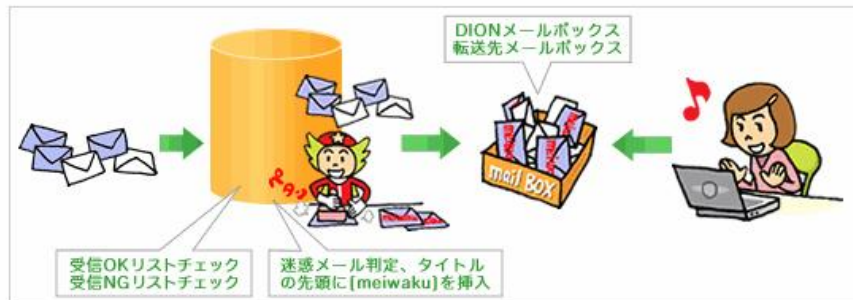 DIONメールボックス
転送先メールボックス
mail BOX
受信OKリストチェック
受信NGリストチェック
迷惑メール判定、タイトル
の先頭に[meiwaku]を挿入